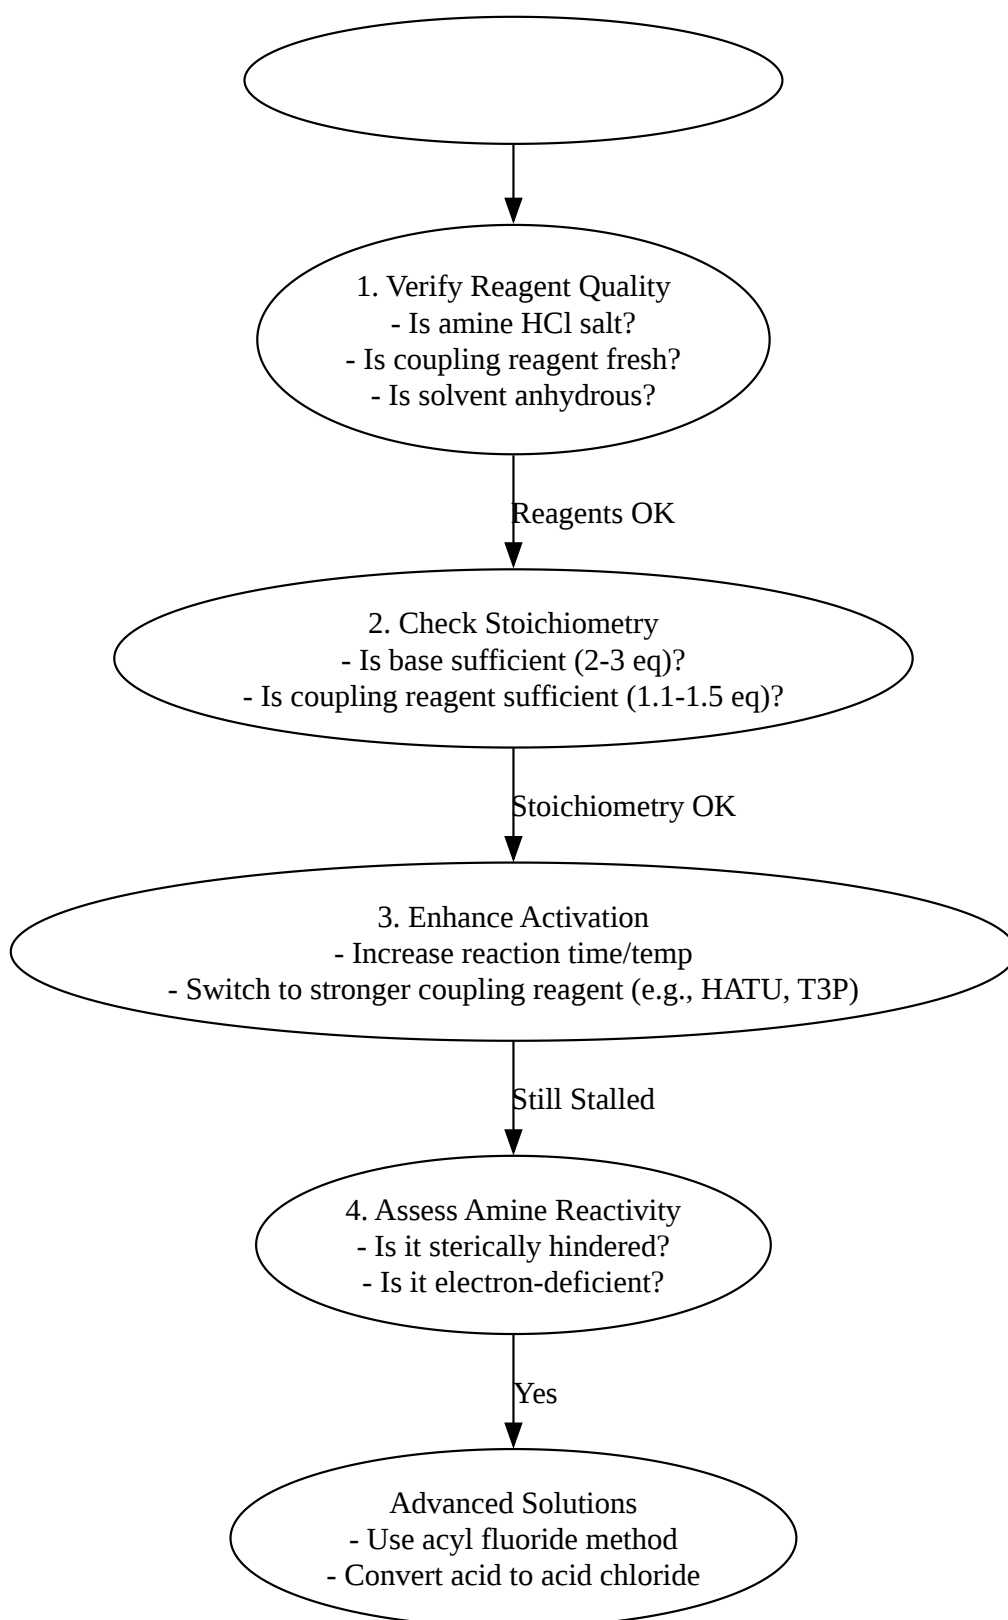 1. Verify Reagent Quality
- Is amine HCl salt?
- Is coupling reagent fresh?
- Is solvent anhydrous?
Reagents OK
2. Check Stoichiometry
- Is base sufficient (2-3 eq)?
- Is coupling reagent sufficient (1.1-1.5 eq)?
Stoichiometry OK
3. Enhance Activation
- Increase reaction time/temp
- Switch to stronger coupling reagent (e.g., HATU, T3P)
Still Stalled
4. Assess Amine Reactivity
- Is it sterically hindered?
- Is it electron-deficient?
Yes
Advanced Solutions
- Use acyl fluoride method
- Convert acid to acid chloride